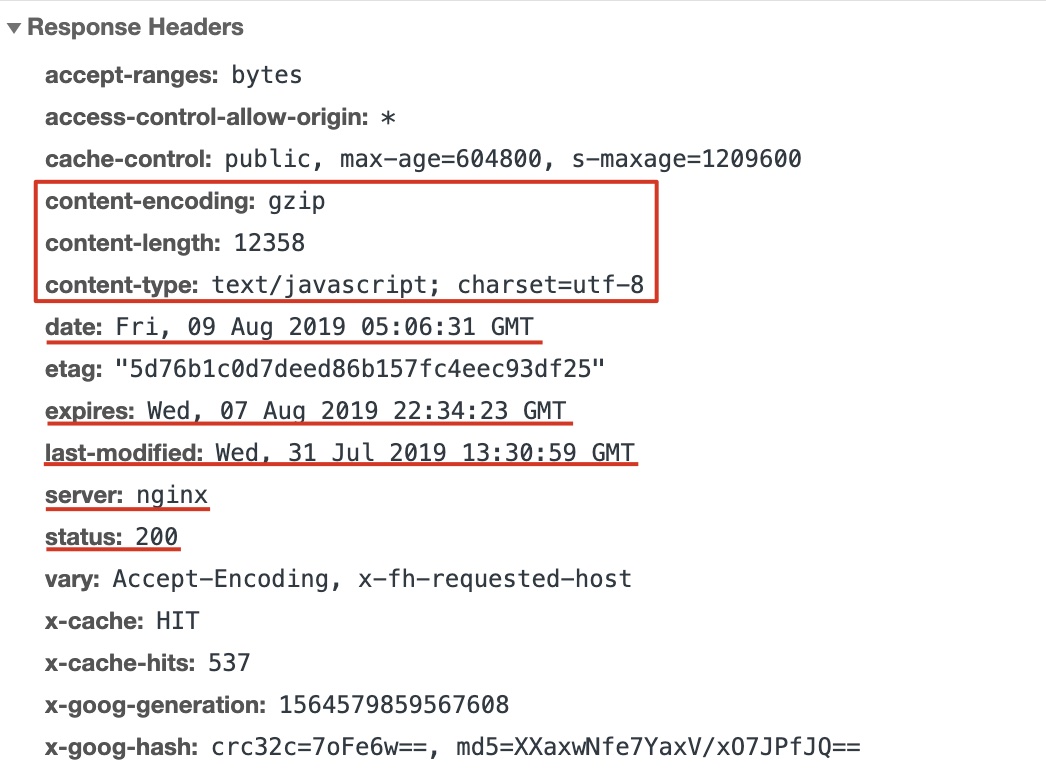 Response Headers
accept-ranges: bytes
access-control-allow-origin: *
cache-control: public, max-age=604800, s-maxage=1209600
content-encoding: gzip
content-length: 12358
content-type: text/javascript; charset=utf-8
date: Fri, 09 Aug 2019 05:06:31 GMT
etag: "5d76b1c0d7deed86b157fc4eec93df25"
expires: Wed, 07 Aug 2019 22:34:23 GMT
last-modified: Wed, 31 Jul 2019 13:30:59 GMT
server: nginx
status: 200
vary: Accept-Encoding, x-fh-requested-host
x-cache: HIT
x-cache-hits: 537
x-goog-generation: 1564579859567608
x-goog-hash: crc32c=7oFe6w==, md5=XXaxwNfe7YaxV/xO7JPfJQ==